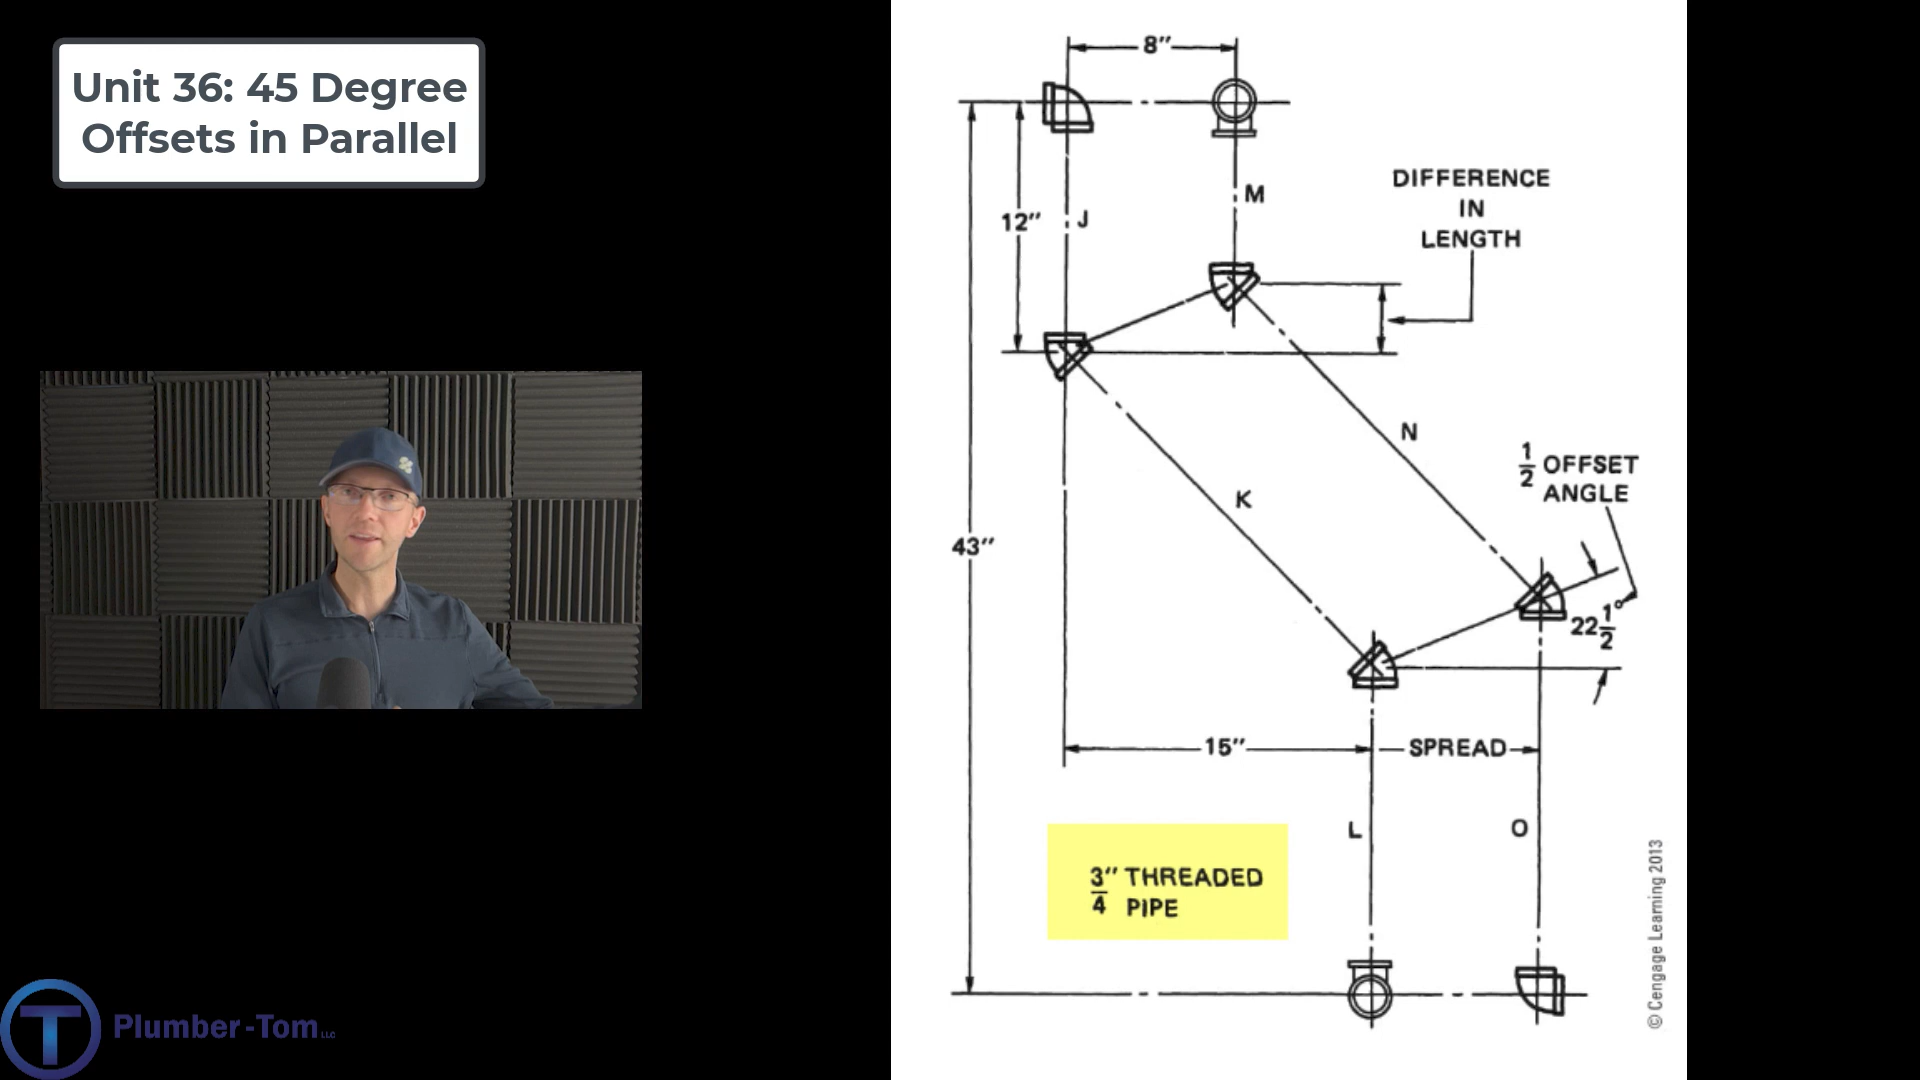 Unit 36: 45 Degree
Offsets in Parallel
8"
M
J
12"
DIFFERENCE
IN
LENGTH
N
1/2 OFFSET
ANGLE
K
43"
22 1/2°
15"
SPREAD
L
O
3/4" THREADED
PIPE
© Cengage Learning 2013
T
Plumber-Tom LLC